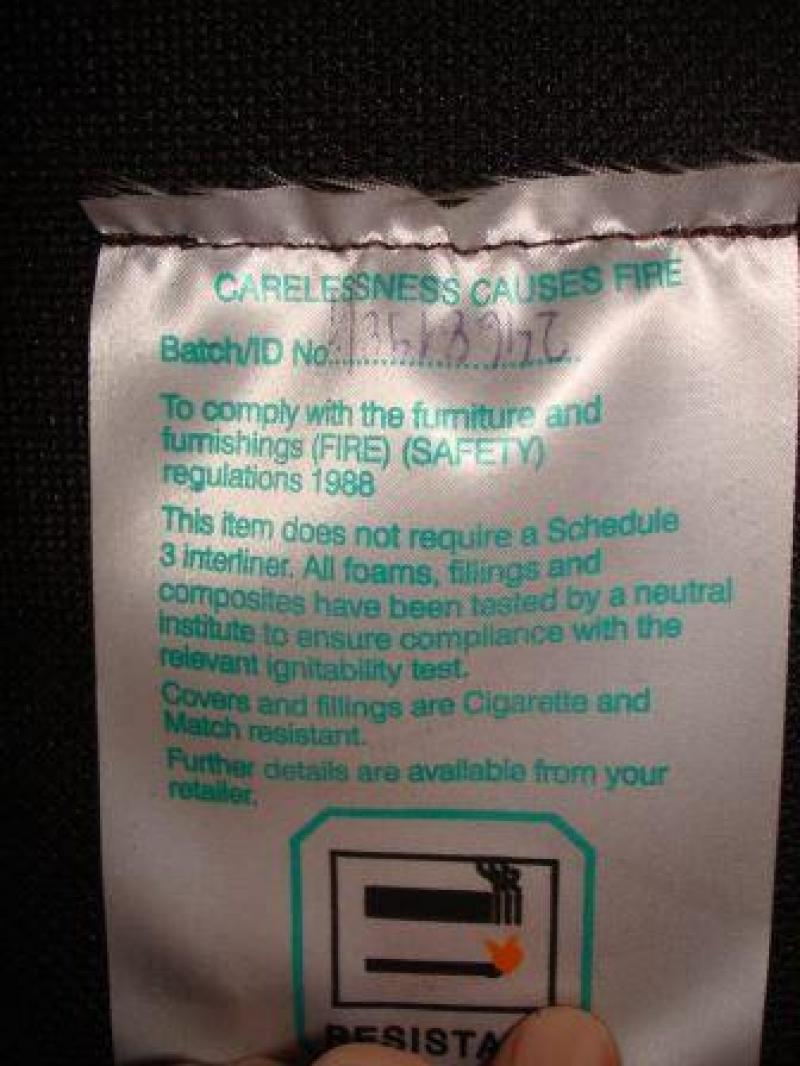 CARELESSNESS CAUSES FIRE
Batch/ID No.
To comply with the furniture and
furnishings (FIRE) (SAFETY)
regulations 1988
This item does not require a Schedule
3 interliner. All foams, fillings and
composites have been tested by a neutral
institute to ensure compliance with the
relevant ignitability test.
Covers and fillings are Cigarette and
Match resistant.
Further details are available from your
retailer.